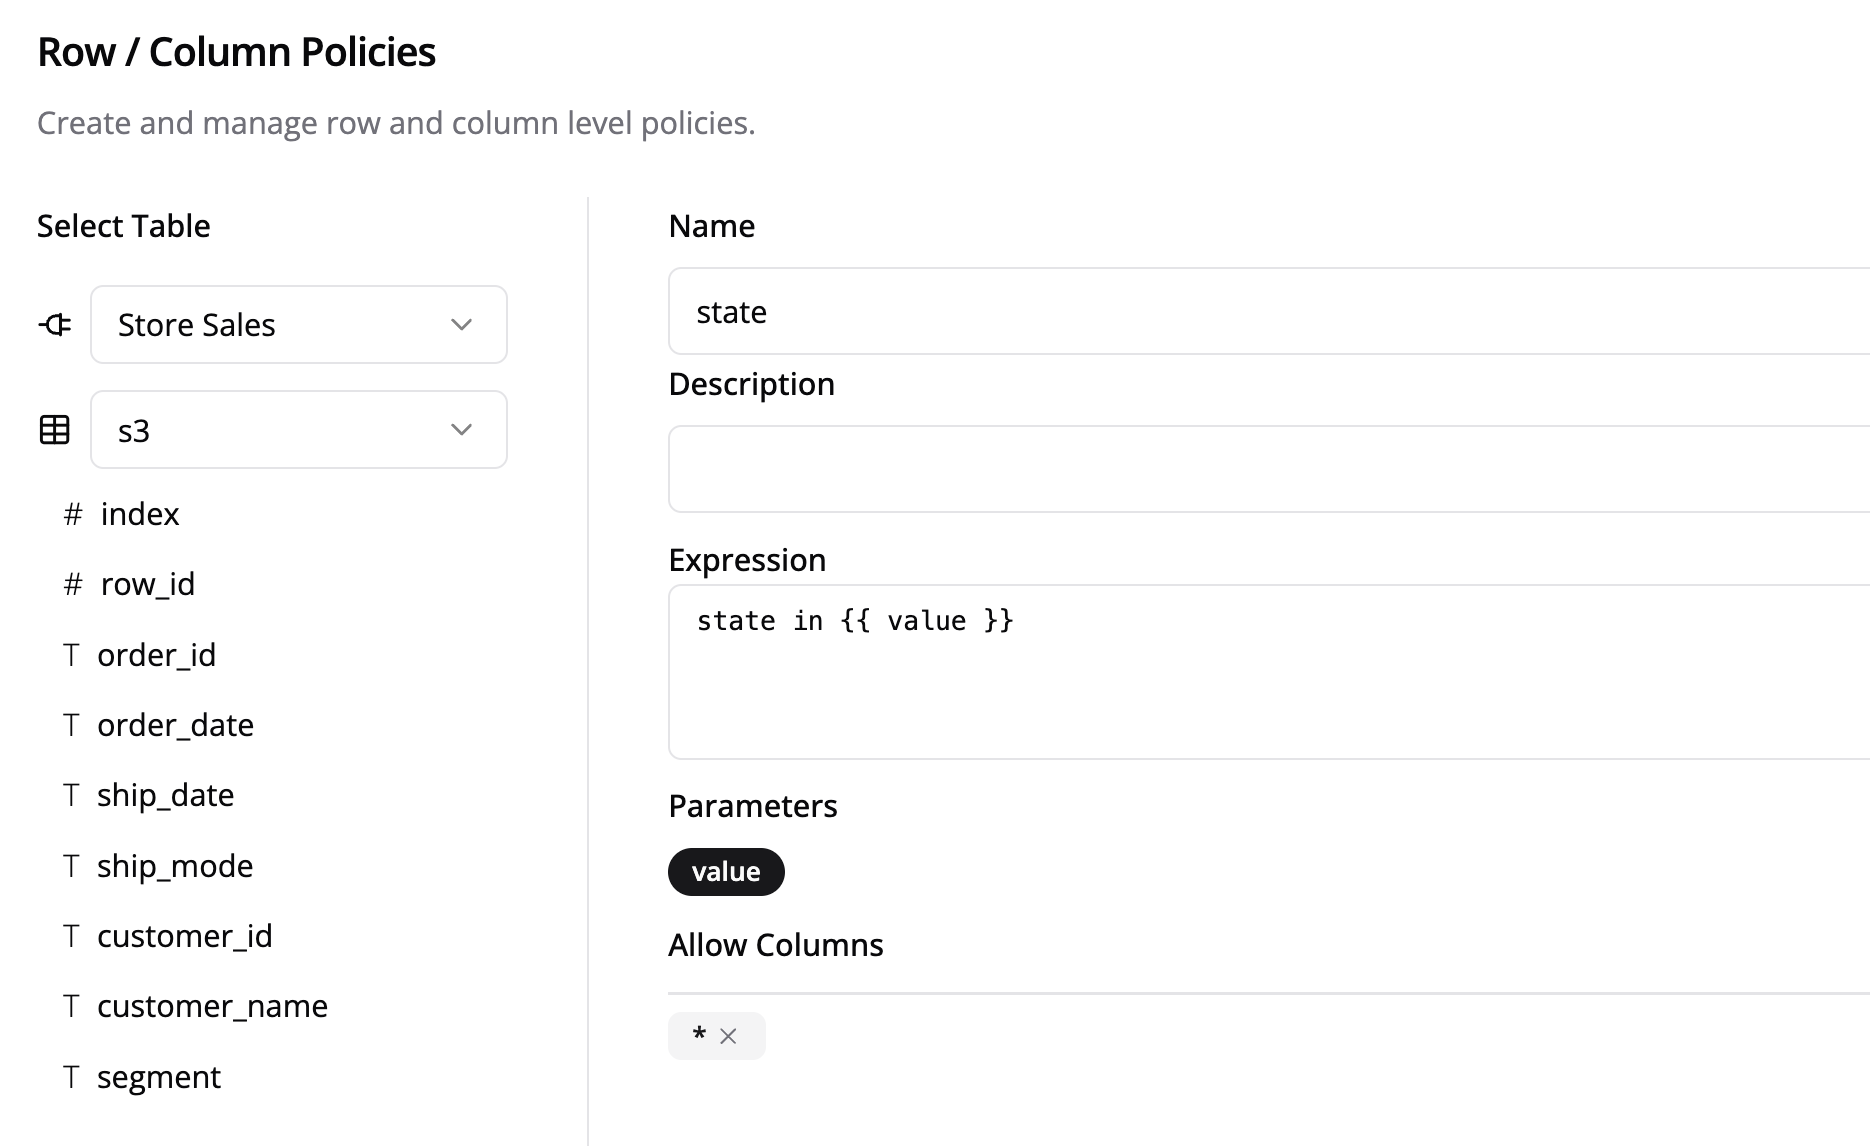 Row / Column Policies
Create and manage row and column level policies.
Select Table
Store Sales
s3
# index
# row_id
T order_id
T order_date
T ship_date
T ship_mode
T customer_id
T customer_name
T segment
Name
state
Description
Expression
state in {{ value }}
Parameters
value
Allow Columns
* ×